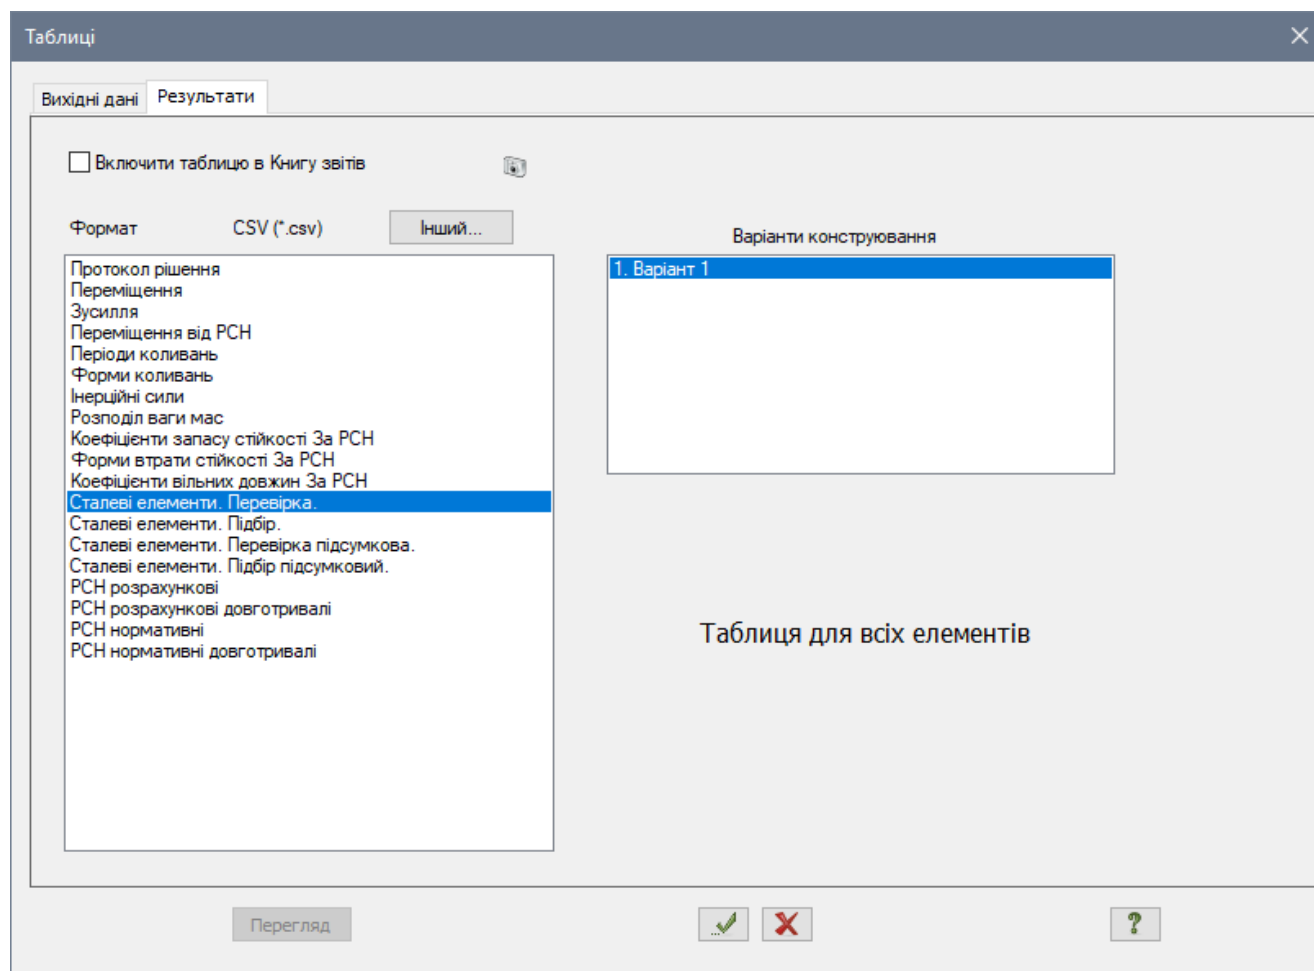 Таблиці
Вихідні дані
Результати
Включити таблицю в Книгу звітів
Формат
CSV (*.csv)
Інший...
Варіанти конструювання
Протокол рішення
Переміщення
Зусилля
Переміщення від РСН
Періоди коливань
Форми коливань
Інерційні сили
Розподіл ваги мас
Коефіцієнти запасу стійкості За РСН
Форми втрати стійкості За РСН
Коефіцієнти вільних довжин За РСН
Сталеві елементи. Перевірка.
Сталеві елементи. Підбір.
Сталеві елементи. Перевірка підсумкова.
Сталеві елементи. Підбір підсумковий.
РСН розрахункові
РСН розрахункові довготривалі
РСН нормативні
РСН нормативні довготривалі
1. Варіант 1
Таблиця для всіх елементів
Перегляд
?